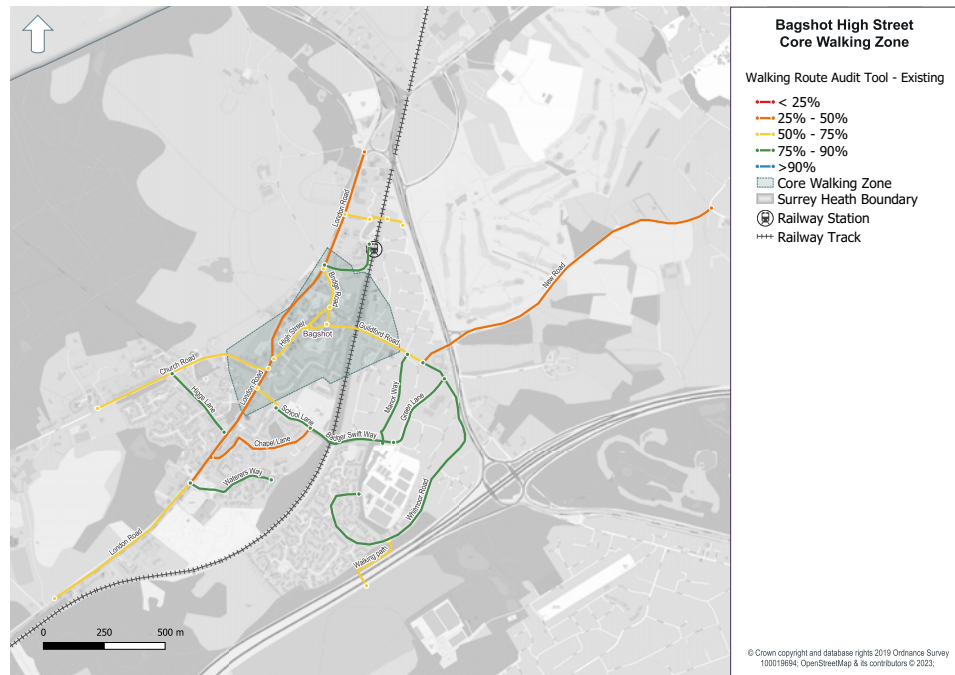 Bagshot High Street
Core Walking Zone
Walking Route Audit Tool - Existing
< 25%
25% - 50%
50% - 75%
75% - 90%
>90%
Core Walking Zone
Surrey Heath Boundary
Railway Station
Railway Track
London Road
New Road
Bridge Road
High Street
Bagshot
Guildford Road
Church Road
Higgs Lane
London Road
Manor Way
Green Lane
School Lane
Badger Swift Way
Chapel Lane
Waterers Way
Whitmoor Road
London Road
Walking path
0 250 500 m
© Crown copyright and database rights 2019 Ordnance Survey
100019694; OpenStreetMap & its contributors © 2023;